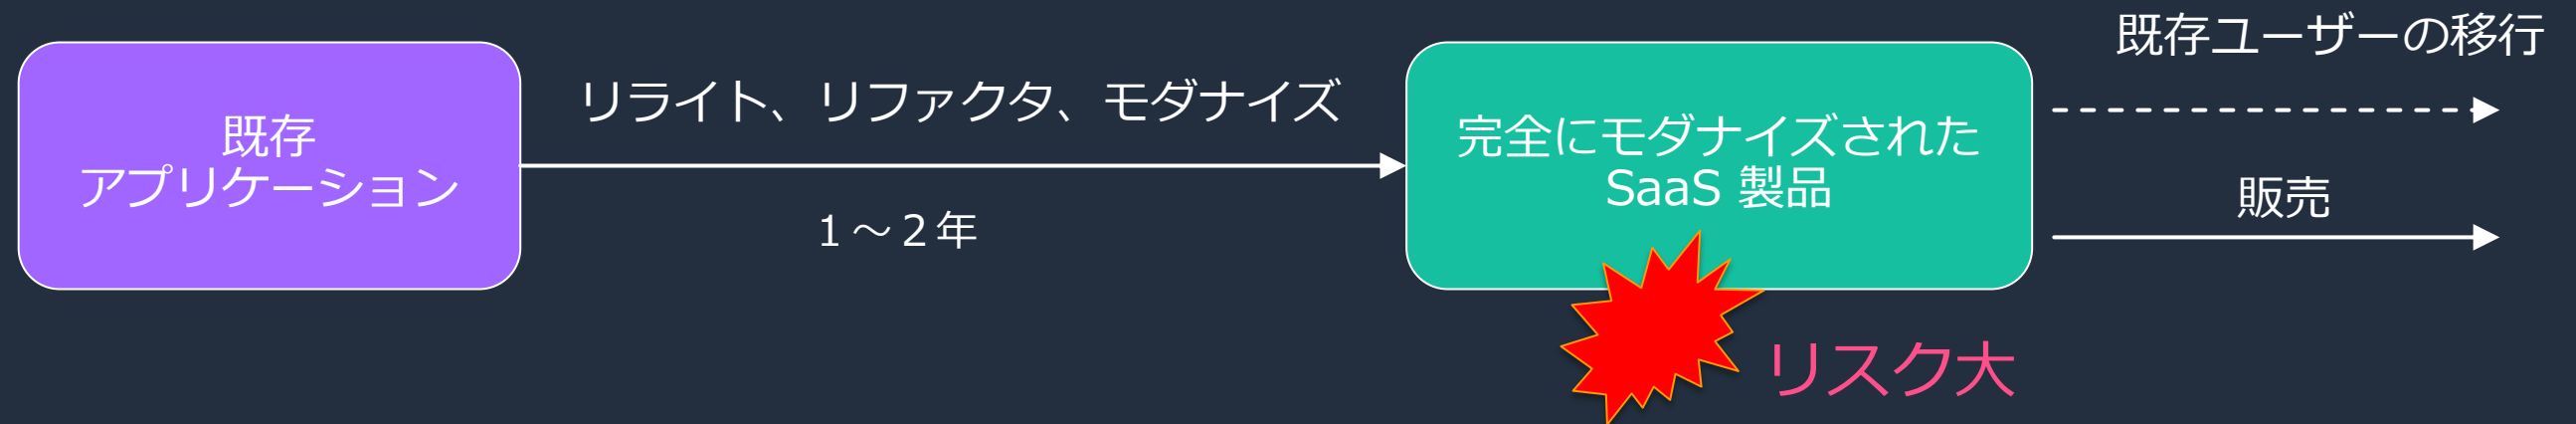 既存
アプリケーション
リライト、リファクタ、モダナイズ
１～２年
完全にモダナイズされた
SaaS 製品
リスク大
既存ユーザーの移行
販売